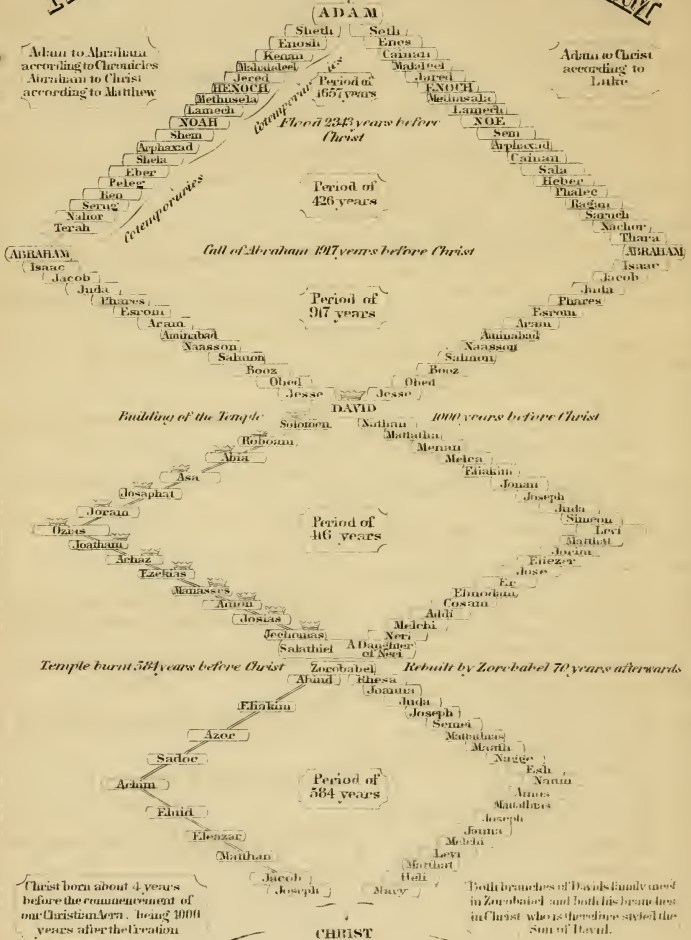 ADAM
Sheth Seth
Enosh Enos
Kenan Cainan
Mahalaleel Maleleel
Jered Jared
HENOCH ENOCH
Methusela Mathusala
Lamech Lamech
NOAH NOE
Shem Sem
Arphaxad Arphaxad
Shela Cainan
Eber Sala
Peleg Heber
Reu Phalec
Serug Ragau
Nahor Saruch
Terah Nachor
Thara
Adam to Abraham
according to Chronicles
Abraham to Christ
according to Matthew
Adam to Christ
according to
Luke
Cotemporaries
Period of
1657 years
Flood 2343 years before
Christ
Cotemporaries
Period of
426 years
ABRAHAM ABRAHAM
Call of Abraham 1917 years before Christ
Isaac Isaac
Jacob Jacob
Juda Juda
Phares Phares
Esrom Esrom
Aram Aram
Aminabad Aminabad
Naasson Naasson
Salmon Salmon
Booz Booz
Obed Obed
Jesse Jesse
Period of
917 years
DAVID
Building of the Temple 1000 years before Christ
Solomon Nathan
Roboam Mattatha
Abia Menan
Asa Melea
Josaphat Eliakim
Joram Jonan
Ozias Joseph
Joatham Juda
Achaz Simeon
Ezekias Levi
Manasses Matthat
Amon Jorim
Josias Eliezer
Jechonias Jose
Salathiel Er
Elmodam
Cosam
Addi
Melchi
Neri
A Daughter
of Neri
Period of
416 years
Temple burnt 584 years before Christ Rebuilt by Zorobabel 70 years afterwards
Zorobabel
Abiud Rhesa
Eliakim Joanna
Azor Juda
Sadoc Joseph
Achim Semei
Eliud Mattathias
Eleazar Maath
Matthan Nagge
Jacob Esli
Joseph Naum
Amos
Mattathias
Joseph
Janna
Melchi
Levi
Matthat
Heli
Mary
Period of
584 years
Christ born about 4 years
before the commencement of
our Christian Aera, being 4000
years after the Creation
Both branches of Davids family meet
in Zorobabel and both his branches
in Christ who is therefore styled the
Son of David.
CHRIST